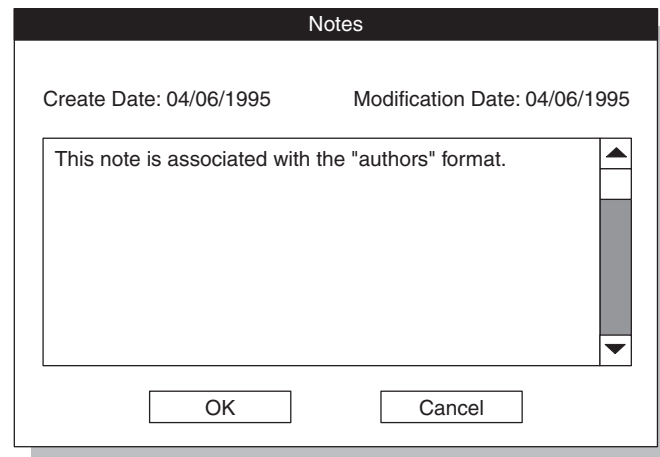 Notes
Create Date: 04/06/1995 Modification Date: 04/06/1995
This note is associated with the "authors" format.
OK Cancel